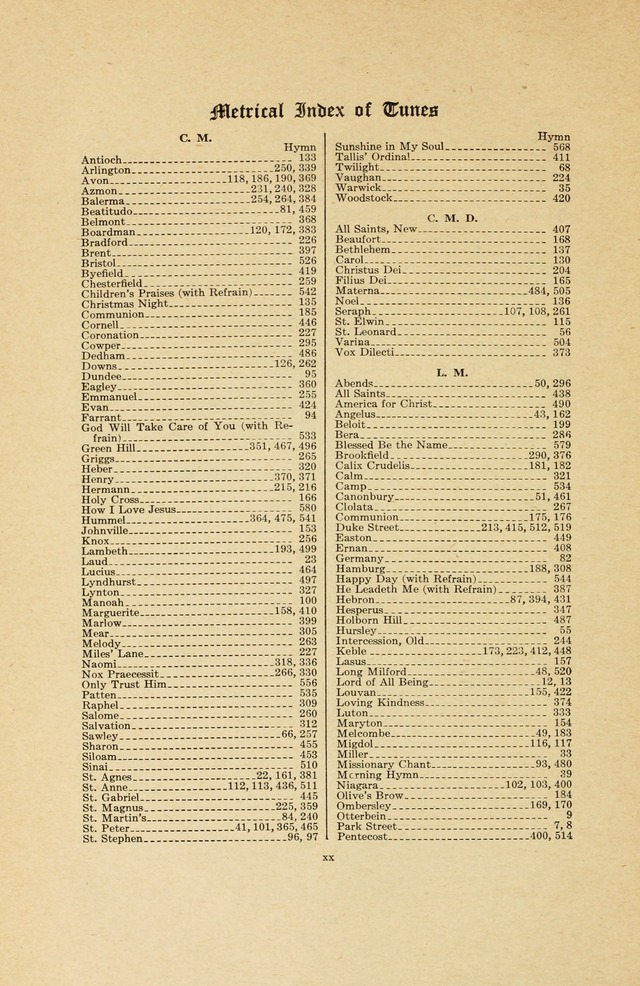 Metrical Index of Tunes
C. M.
Hymn
Antioch 133
Arlington 250, 339
Avon 118, 186, 190, 369
Azmon 231, 240, 328
Balerma 254, 264, 384
Beatitudo 81, 459
Belmont 368
Boardman 120, 172, 383
Bradford 226
Brent 397
Bristol 526
Byefield 419
Chesterfield 259
Children's Praises (with Refrain) 542
Christmas Night 135
Communion 185
Cornell 446
Coronation 227
Cowper 295
Dedham 486
Downs 126, 262
Dundee 95
Eagley 360
Emmanuel 255
Evan 424
Farrant 94
God Will Take Care of You (with Re-
frain) 533
Green Hill 351, 467, 496
Griggs 265
Heber 320
Henry 370, 371
Hermann 215, 216
Holy Cross 166
How I Love Jesus 580
Hummel 364, 475, 541
Johnville 153
Knox 256
Lambeth 193, 499
Laud 23
Lucius 464
Lyndhurst 497
Lynton 327
Manoah 100
Marguerite 158, 410
Marlow 399
Mear 305
Melody 263
Miles' Lane 227
Naomi 318, 336
Nox Praecessit 266, 330
Only Trust Him 556
Patten 535
Raphel 309
Salome 260
Salvation 312
Sawley 66, 257
Sharon 455
Siloam 453
Sinai 510
St. Agnes 22, 161, 381
St. Anne 112, 113, 436, 511
St. Gabriel 445
St. Magnus 225, 359
St. Martin's 84, 240
St. Peter 41, 101, 365, 465
St. Stephen 96, 97
Hymn
Sunshine in My Soul 568
Tallis' Ordinal 411
Twilight 68
Vaughan 224
Warwick 35
Woodstock 420
C. M. D.
All Saints, New 407
Beaufort 168
Bethlehem 137
Carol 130
Christus Dei 204
Filius Dei 165
Materna 484, 505
Noel 136
Seraph 107, 108, 261
St. Elwin 115
St. Leonard 56
Varina 504
Vox Dilecti 373
L. M.
Abends 50, 296
All Saints 438
America for Christ 490
Angelus 43, 162
Beloit 199
Bera 286
Blessed Be the Name 579
Brookfield 290, 376
Calix Crudelis 181, 182
Calm 321
Camp 534
Canonbury 51, 461
Clolata 267
Communion 175, 176
Duke Street 213, 415, 512, 519
Easton 449
Ernan 408
Germany 82
Hamburg 188, 308
Happy Day (with Refrain) 544
He Leadeth Me (with Refrain) 387
Hebron 87, 394, 431
Hesperus 347
Holborn Hill 487
Hursley 55
Intercession, Old 244
Keble 173, 223, 412, 448
Lasus 157
Long Milford 48, 520
Lord of All Being 12, 13
Louvan 155, 422
Loving Kindness 374
Luton 333
Maryton 154
Melcombe 49, 183
Migdol 116, 117
Miller 33
Missionary Chant 93, 480
Morning Hymn 39
Niagara 102, 103, 400
Olive's Brow 184
Ombersley 169, 170
Otterbein 9
Park Street 7, 8
Pentecost 400, 514
xx